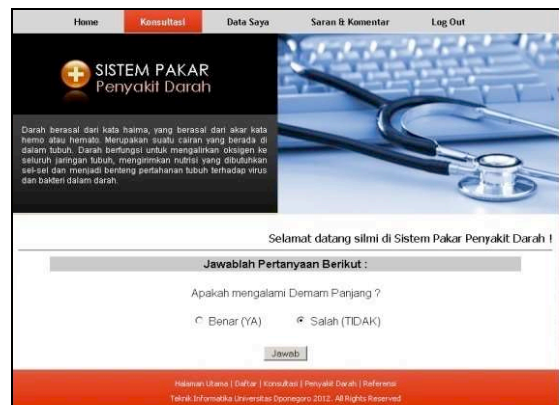 Home Konsultasi Data Saya Saran & Komentar Log Out
SISTEM PAKAR
Penyakit Darah
Darah berasal dari kata haima, yang berasal dari akar kata
hemo atau hemato. Merupakan suatu cairan yang berada di
dalam tubuh. Darah berfungsi untuk mengalirkan oksigen ke
seluruh jaringan tubuh, mengirimkan nutrisi yang dibutuhkan
sel-sel dan menjadi benteng pertahanan tubuh terhadap virus
dan bakteri dalam darah.
Selamat datang silmi di Sistem Pakar Penyakit Darah !
Jawablah Pertanyaan Berikut :
Apakah mengalami Demam Panjang ?
Benar (YA) Salah (TIDAK)
Jawab
Halaman Utama | Daftar | Konsultasi | Penyakit Darah | Referensi
Teknik Informatika Universitas Diponegoro 2012. All Rights Reserved